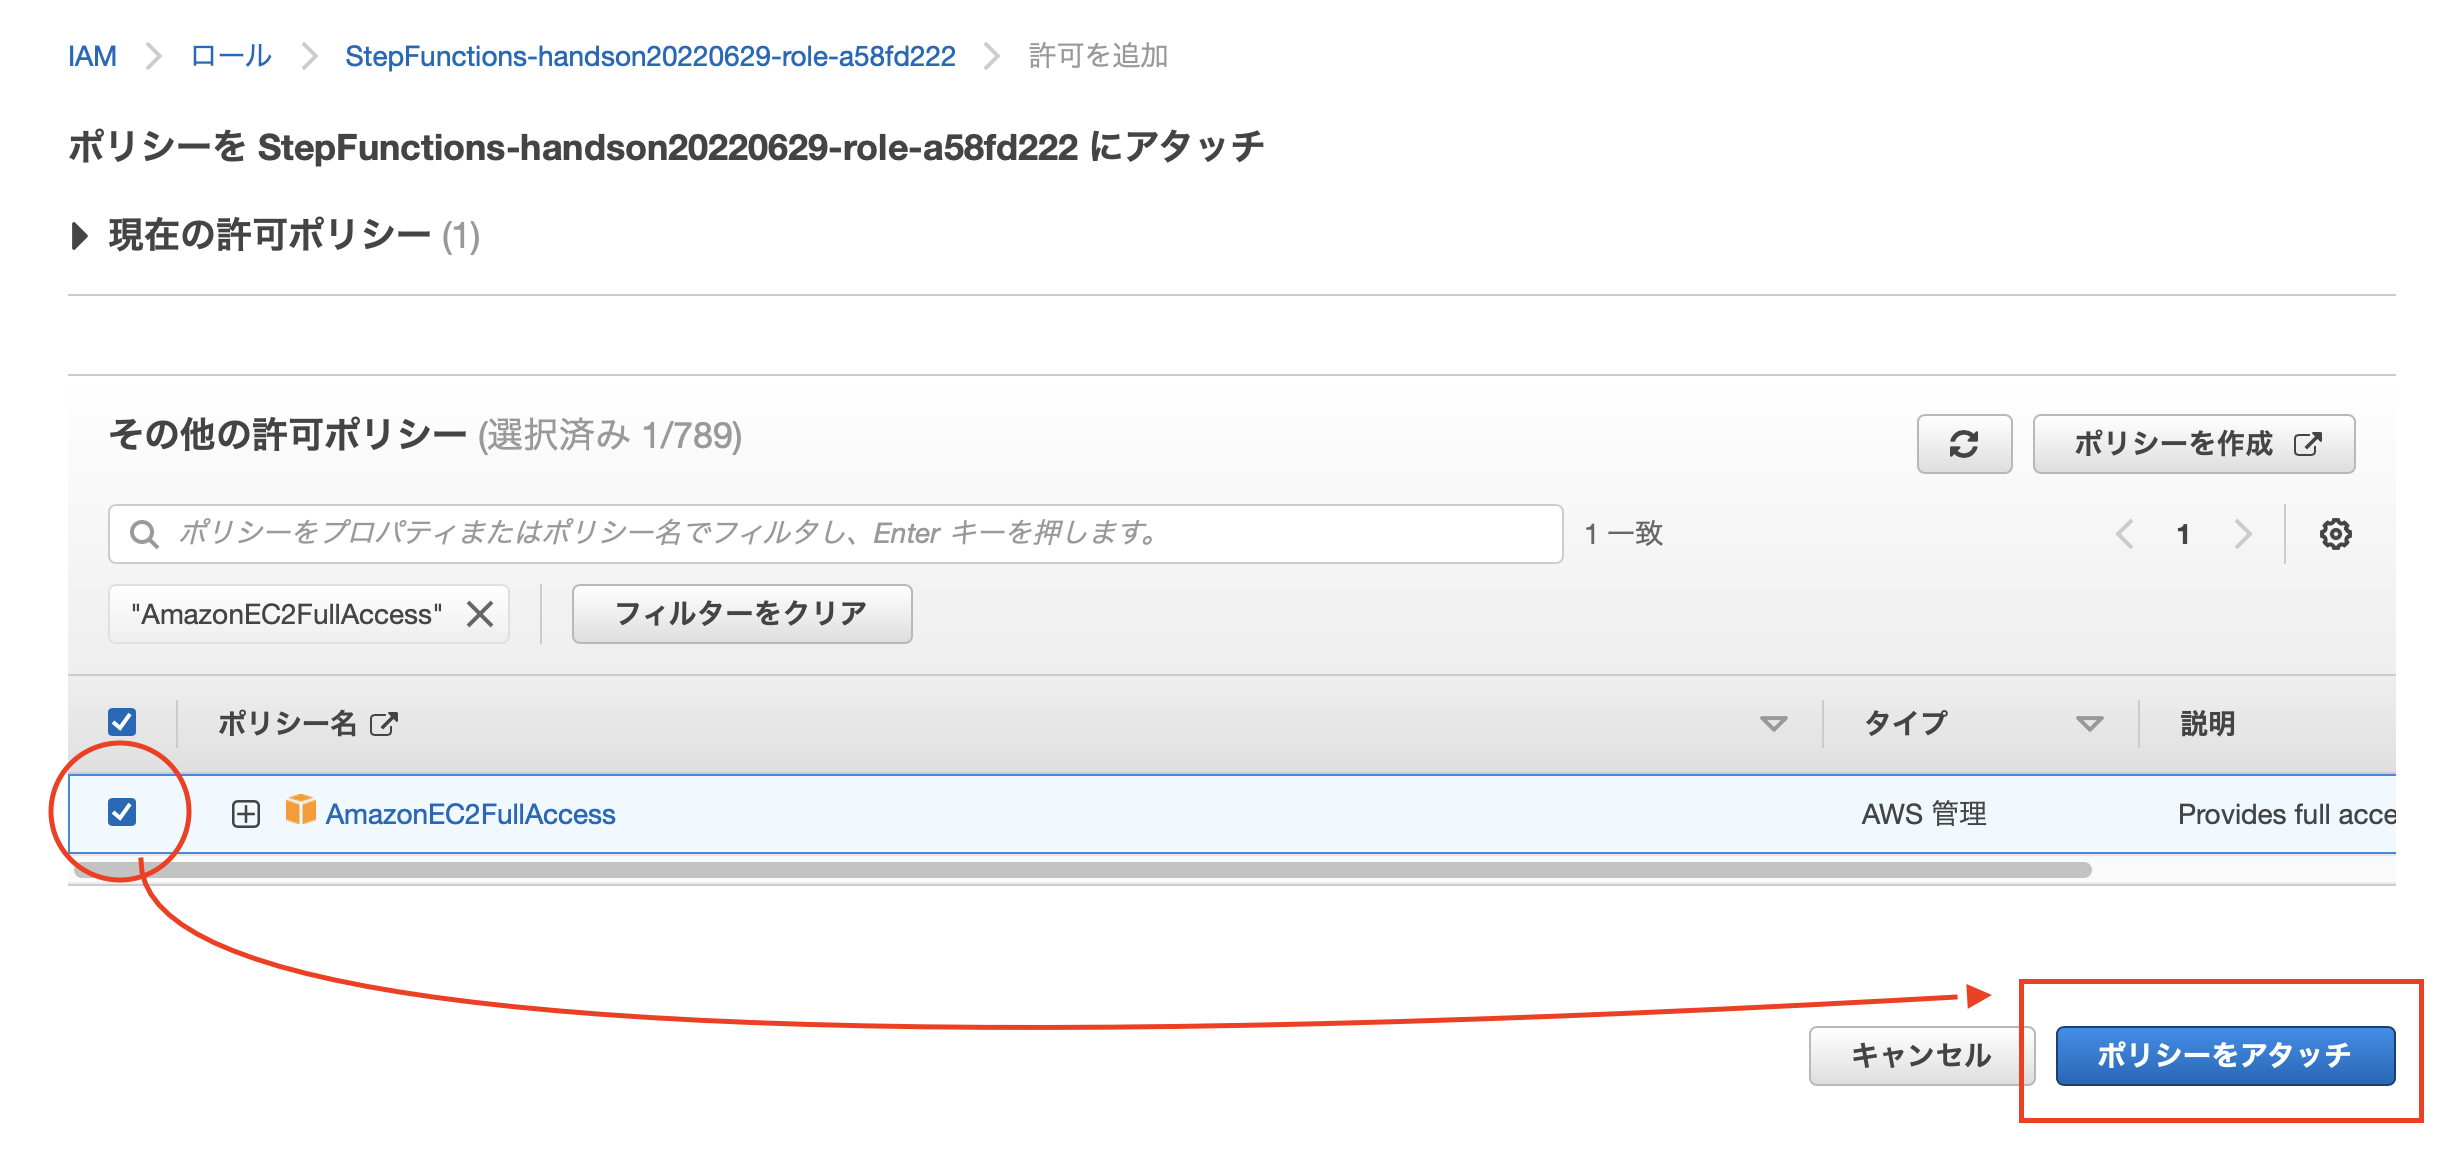 IAM ロール StepFunctions-handson20220629-role-a58fd222 許可を追加
ポリシーを StepFunctions-handson20220629-role-a58fd222 にアタッチ
現在の許可ポリシー (1)
その他の許可ポリシー (選択済み 1/789)
ポリシーを作成
ポリシーをプロパティまたはポリシー名でフィルタし、Enter キーを押します。 1 一致 1
"AmazonEC2FullAccess" フィルターをクリア
ポリシー名 タイプ 説明
AmazonEC2FullAccess AWS 管理 Provides full acce
キャンセル ポリシーをアタッチ